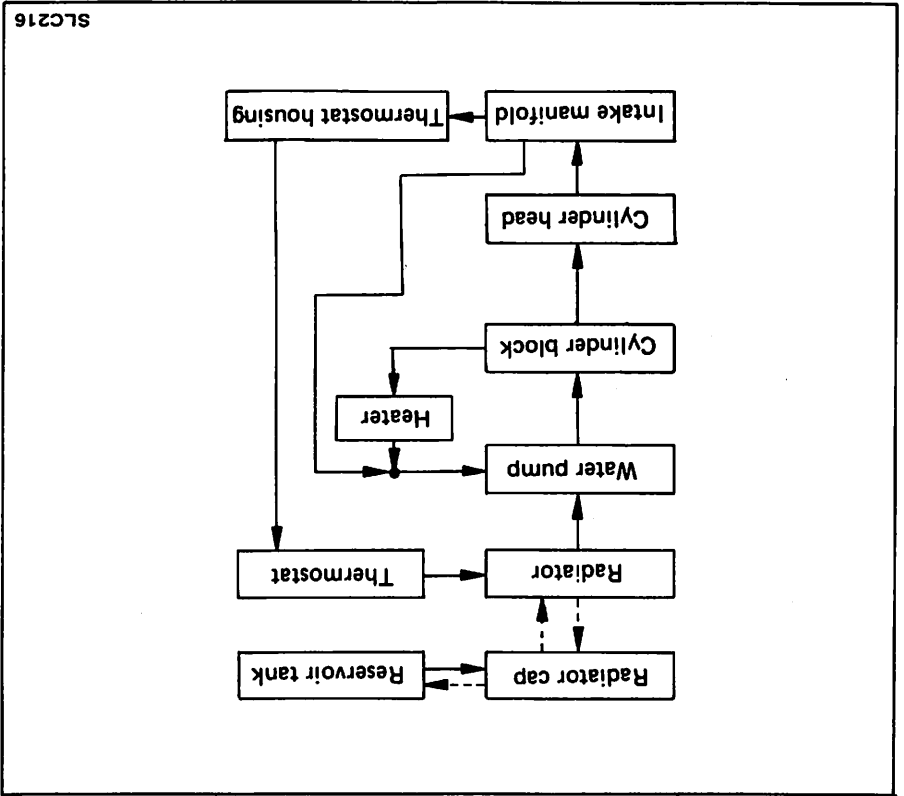 Radiator cap
Reservoir tank
Radiator
Thermostat
Water pump
Heater
Cylinder block
Cylinder head
Intake manifold
Thermostat housing
SLC216